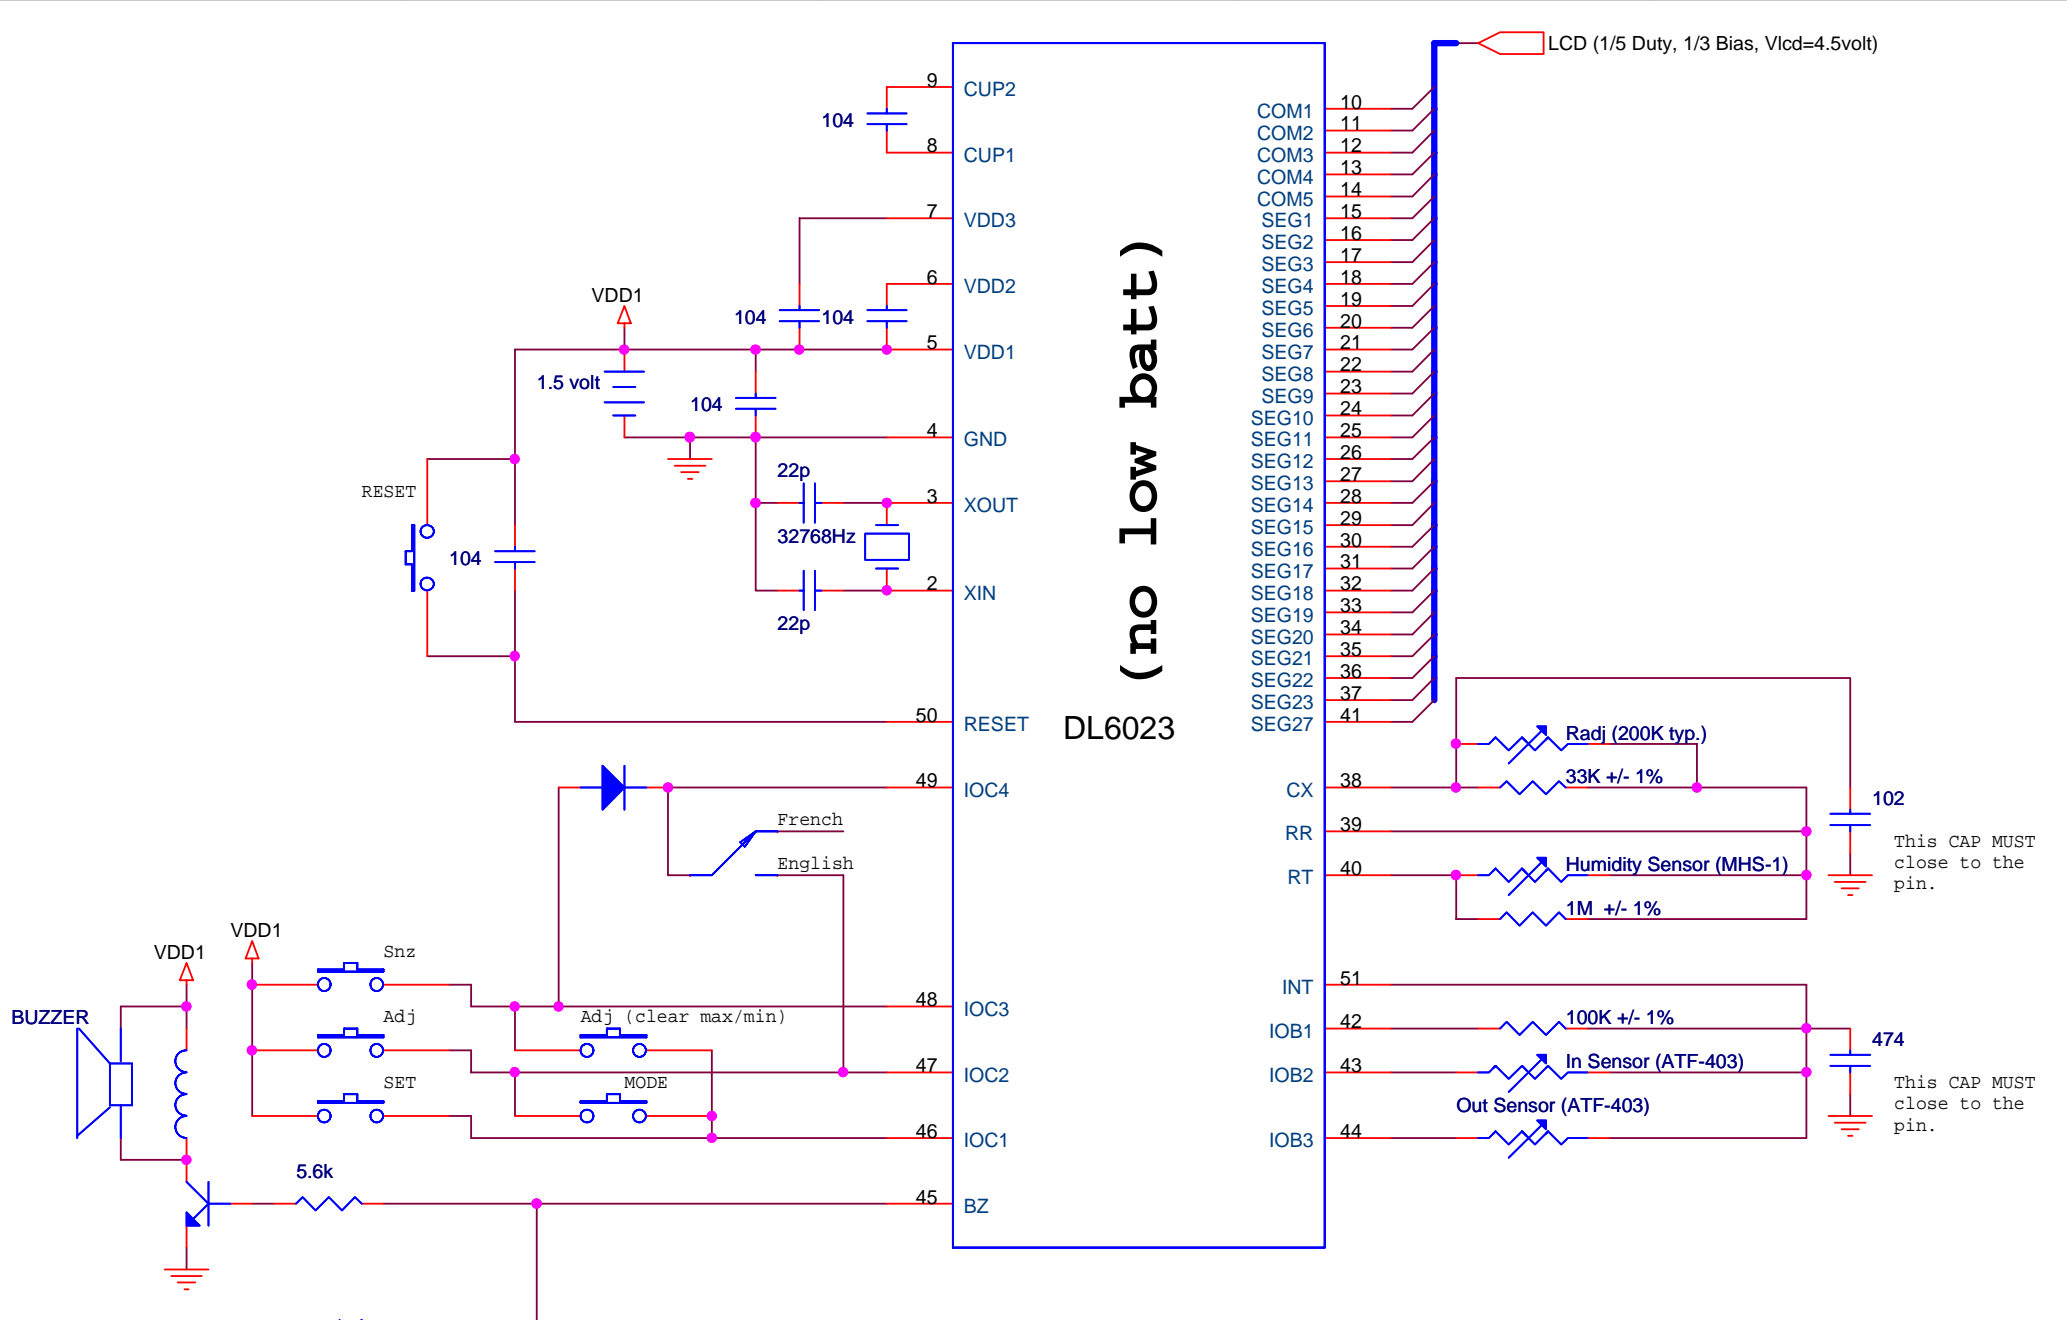 LCD (1/5 Duty, 1/3 Bias, Vlcd=4.5volt)
9
CUP2
104
8
CUP1
7
VDD3
6
VDD2
VDD1
104
104
5
VDD1
1.5 volt
104
4
GND
22p
3
XOUT
RESET
32768Hz
104
2
XIN
22p
50
RESET
(no low batt)
DL6023
COM1
10
COM2
11
COM3
12
COM4
13
COM5
14
SEG1
15
SEG2
16
SEG3
17
SEG4
18
SEG5
19
SEG6
20
SEG7
21
SEG8
22
SEG9
23
SEG10
24
SEG11
25
SEG12
26
SEG13
27
SEG14
28
SEG15
29
SEG16
30
SEG17
31
SEG18
32
SEG19
33
SEG20
34
SEG21
35
SEG22
36
SEG23
37
SEG27
41
Radj (200K typ.)
CX
38
33K +/- 1%
102
This CAP MUST
close to the
pin.
RR
39
RT
40
Humidity Sensor (MHS-1)
1M +/- 1%
INT
51
IOB1
42
100K +/- 1%
474
This CAP MUST
close to the
pin.
IOB2
43
In Sensor (ATF-403)
Out Sensor (ATF-403)
IOB3
44
49
IOC4
French
English
VDD1
VDD1
Snz
48
IOC3
BUZZER
Adj
Adj (clear max/min)
47
IOC2
SET
MODE
46
IOC1
5.6k
45
BZ